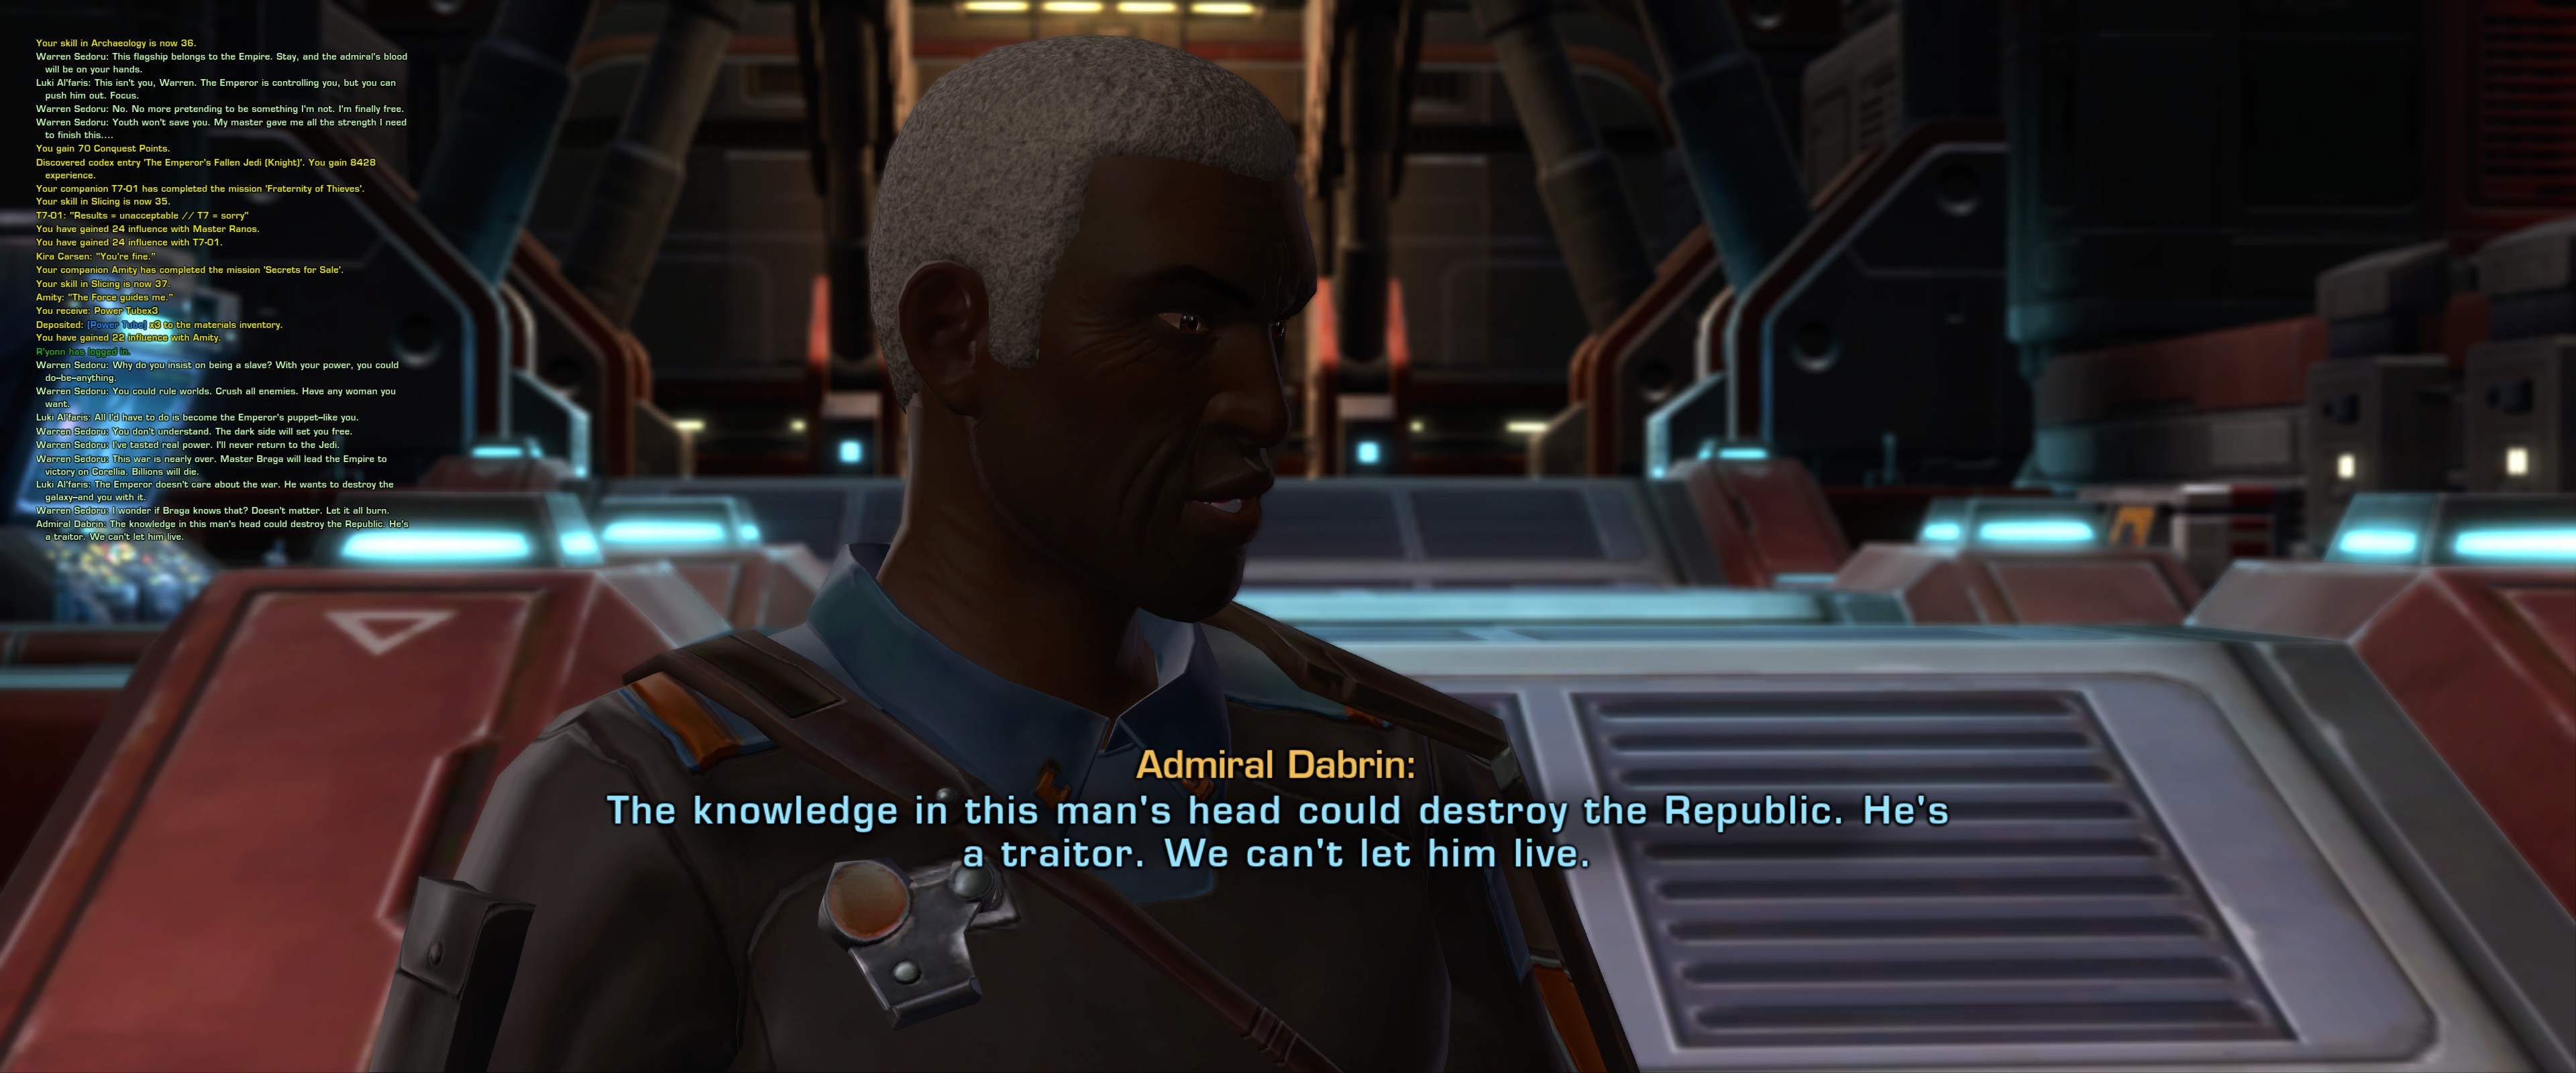 Your skill in Archaeology is now 36.
Warren Sedoru: This flagship belongs to the Empire. Stay, and the admiral's blood
will be on your hands.
Luki Al'faris: This isn't you, Warren. The Emperor is controlling you, but you can
push him out. Focus.
Warren Sedoru: No. No more pretending to be something I'm not. I'm finally free.
Warren Sedoru: Youth won't save you. My master gave me all the strength I need
to finish this....
You gain 70 Conquest Points.
Discovered codex entry 'The Emperor's Fallen Jedi (Knight)'. You gain 8428
experience.
Your companion T7-01 has completed the mission 'Fraternity of Thieves'.
Your skill in Slicing is now 35.
T7-01: "Results = unacceptable // T7 = sorry"
You have gained 24 influence with Master Ranos.
You have gained 24 influence with T7-01.
Kira Carsen: "You're fine."
Your companion Amity has completed the mission 'Secrets for Sale'.
Your skill in Slicing is now 37.
Amity: "The Force guides me."
You receive: Power Tubex3
Deposited: [Power Tube] x3 to the materials inventory.
You have gained 22 influence with Amity.
R'yonn has logged in.
Warren Sedoru: Why do you insist on being a slave? With your power, you could
do–be–anything.
Warren Sedoru: You could rule worlds. Crush all enemies. Have any woman you
want.
Luki Al'faris: All I'd have to do is become the Emperor's puppet–like you.
Warren Sedoru: You don't understand. The dark side will set you free.
Warren Sedoru: I've tasted real power. I'll never return to the Jedi.
Warren Sedoru: This war is nearly over. Master Braga will lead the Empire to
victory on Corellia. Billions will die.
Luki Al'faris: The Emperor doesn't care about the war. He wants to destroy the
galaxy–and you with it.
Warren Sedoru: I wonder if Braga knows that? Doesn't matter. Let it all burn.
Admiral Dabrin: The knowledge in this man's head could destroy the Republic. He's
a traitor. We can't let him live.
Admiral Dabrin:
The knowledge in this man's head could destroy the Republic. He's
a traitor. We can't let him live.